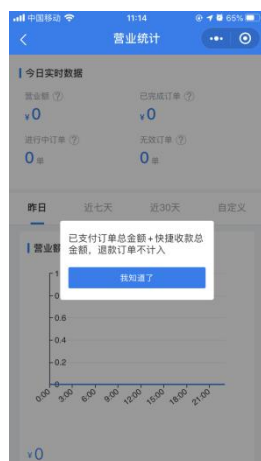 中国移动 11:14 65%
营业统计
今日实时数据
营业额 ? 已完成订单 ?
¥0 ¥0
进行中订单 ? 无效订单 ?
0 单 0 单
昨日 近七天 近30天 自定义
营业额
已支付订单总金额+快捷收款总
金额，退款订单不计入
我知道了
1
0
0.6
0.4
0.2
0
0:00 3:00 6:00 9:00 12:00 15:00 18:00 21:00
¥0